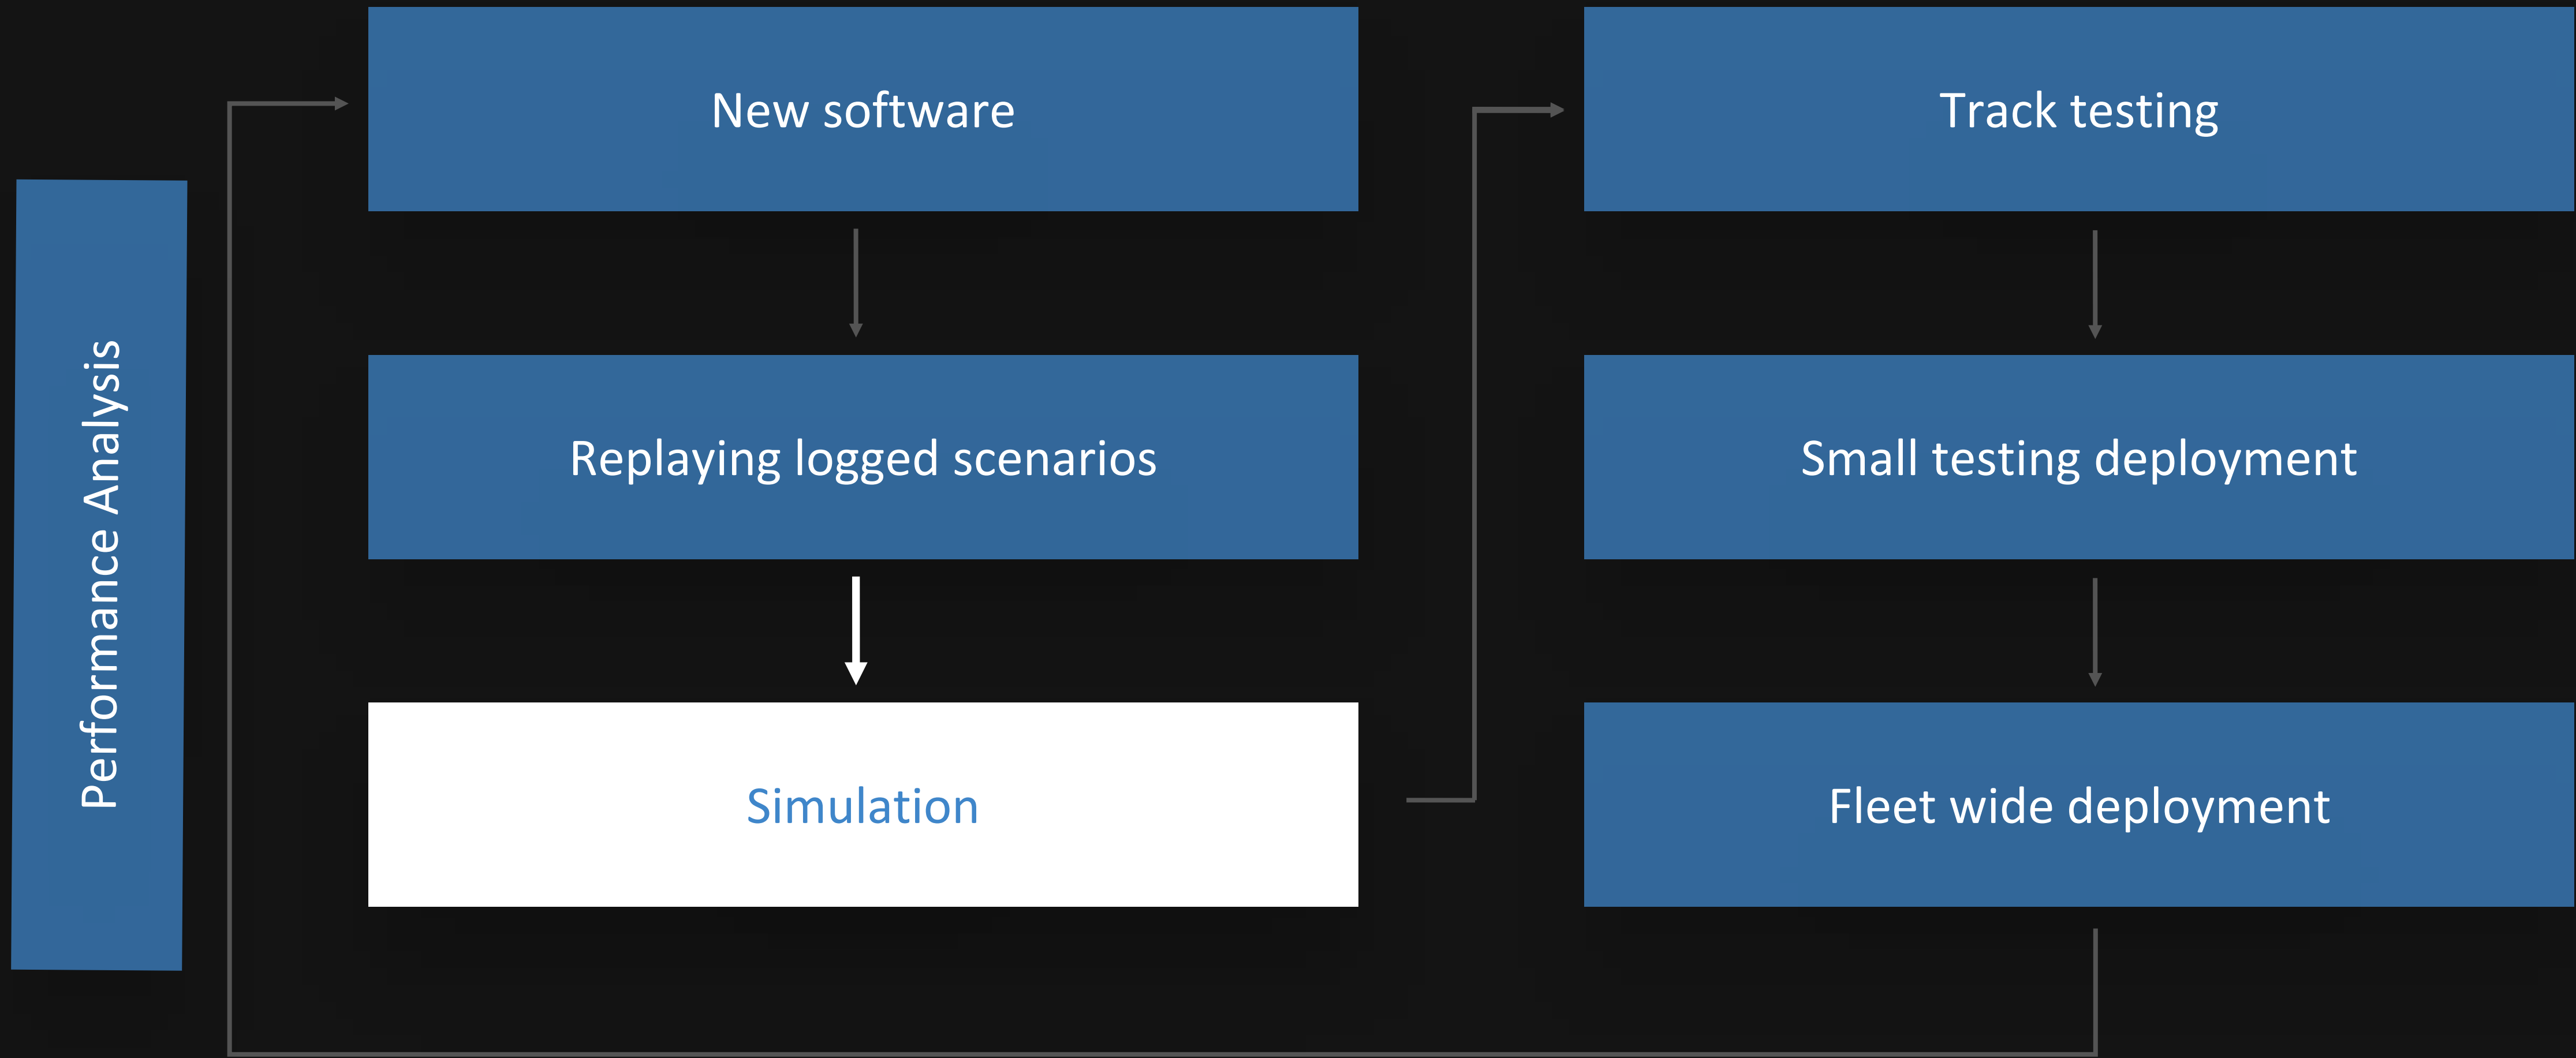 Performance Analysis
New software
Replaying logged scenarios
Simulation
Track testing
Small testing deployment
Fleet wide deployment